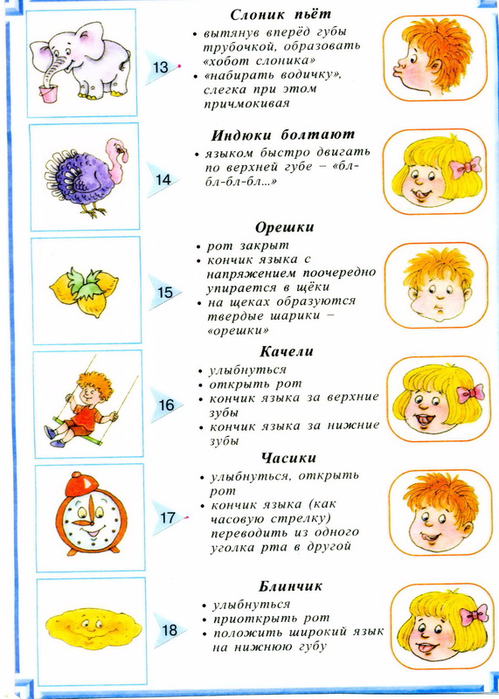 Слоник пьёт
• вытянув вперёд губы
трубочкой, образовать
«хобот слоника»
13
• «набирать водичку»,
слегка при этом
причмокивая
Индюки болтают
• языком быстро двигать
по верхней губе – «бл-
бл-бл-бл...»
14
Орешки
• рот закрыт
• кончик языка с
напряжением поочередно
упирается в щёки
15
• на щеках образуются
твердые шарики –
«орешки»
Качели
• улыбнуться
• открыть рот
• кончик языка за верхние
зубы
16
• кончик языка за нижние
зубы
Часики
• улыбнуться, открыть
рот
• кончик языка (как
часовую стрелку)
17
переводить из одного
уголка рта в другой
Блинчик
• улыбнуться
• приоткрыть рот
18
• положить широкий язык
на нижнюю губу